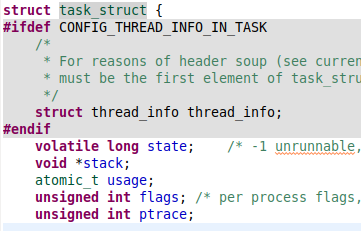 struct task_struct {
#ifdef CONFIG_THREAD_INFO_IN_TASK
/*
* For reasons of header soup (see curren
* must be the first element of task_stru
*/
struct thread_info thread_info;
#endif
volatile long state; /* -1 unrunnable,
void *stack;
atomic_t usage;
unsigned int flags; /* per process flags,
unsigned int ptrace;